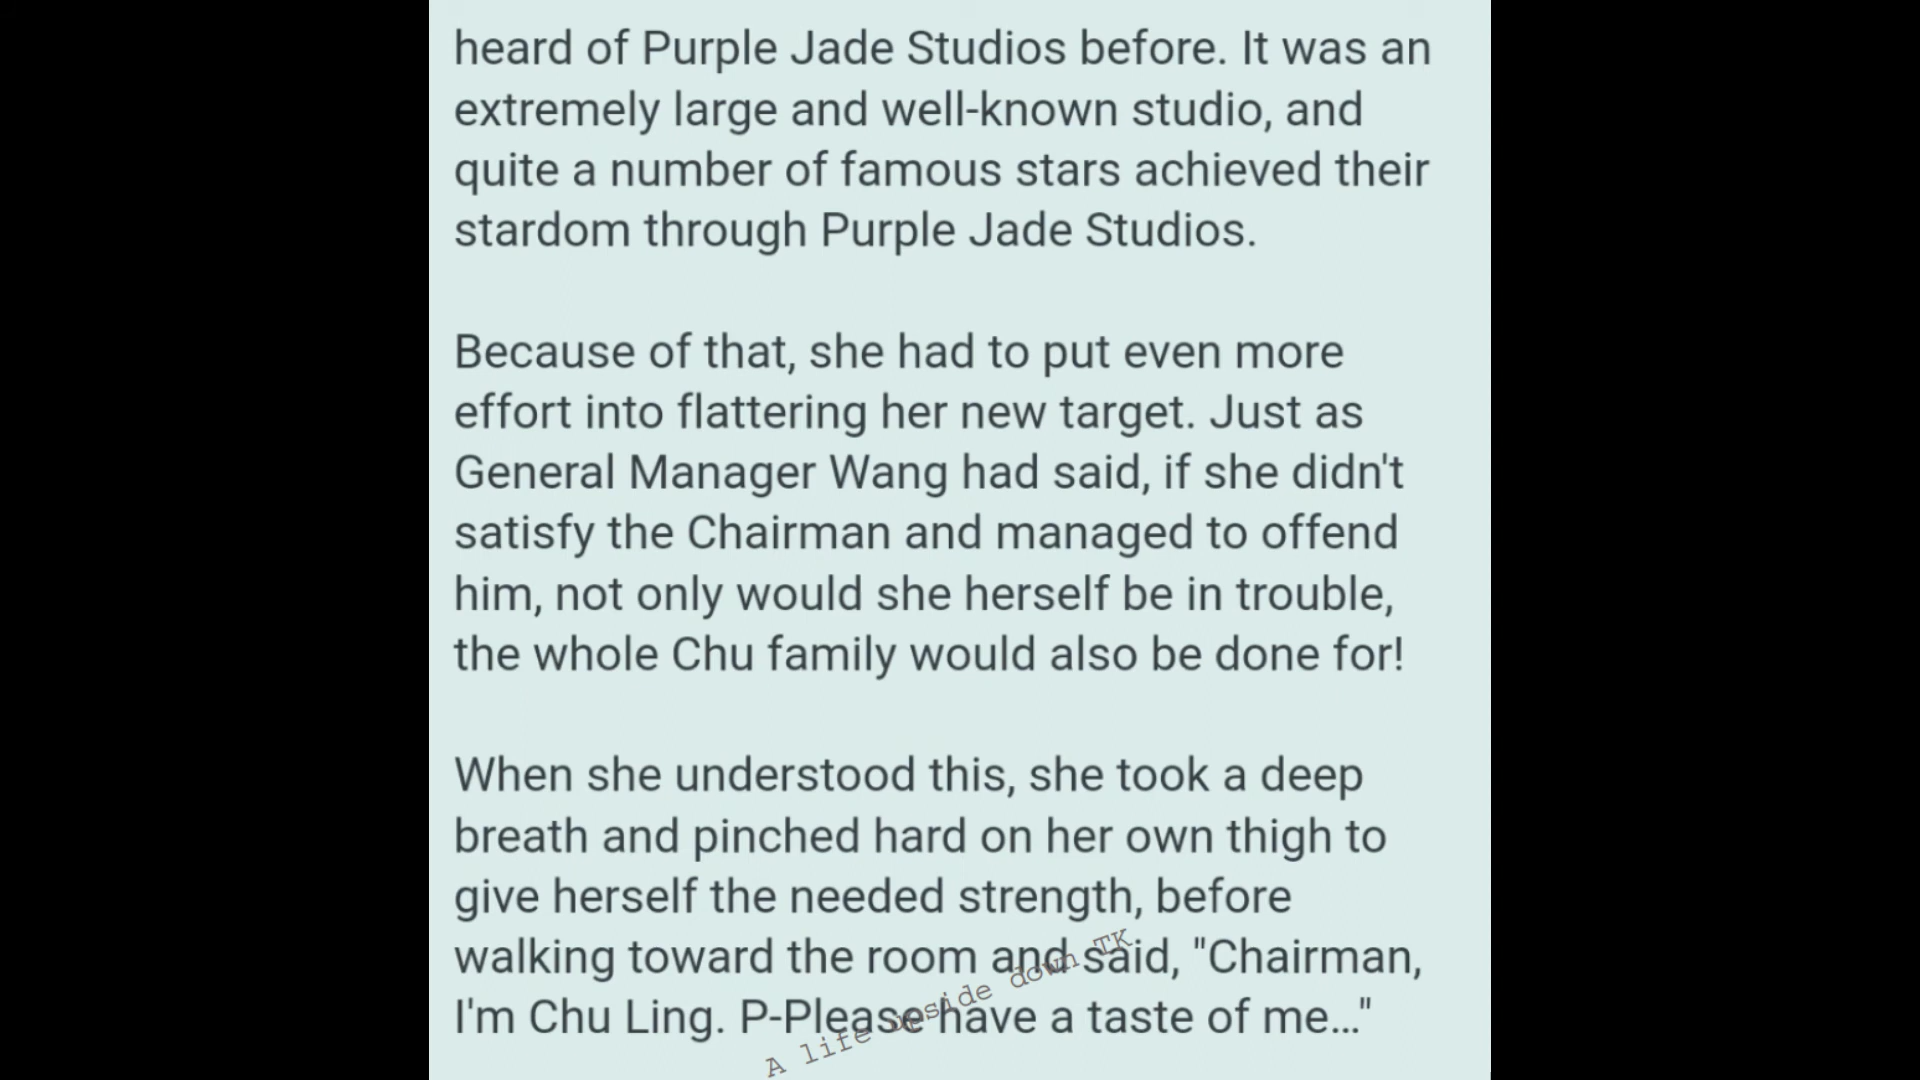 heard of Purple Jade Studios before. It was an
extremely large and well-known studio, and
quite a number of famous stars achieved their
stardom through Purple Jade Studios.
Because of that, she had to put even more
effort into flattering her new target. Just as
General Manager Wang had said, if she didn't
satisfy the Chairman and managed to offend
him, not only would she herself be in trouble,
the whole Chu family would also be done for!
When she understood this, she took a deep
breath and pinched hard on her own thigh to
give herself the needed strength, before
walking toward the room and said, "Chairman,
I'm Chu Ling. P-Please have a taste of me..."
A life upside down TK